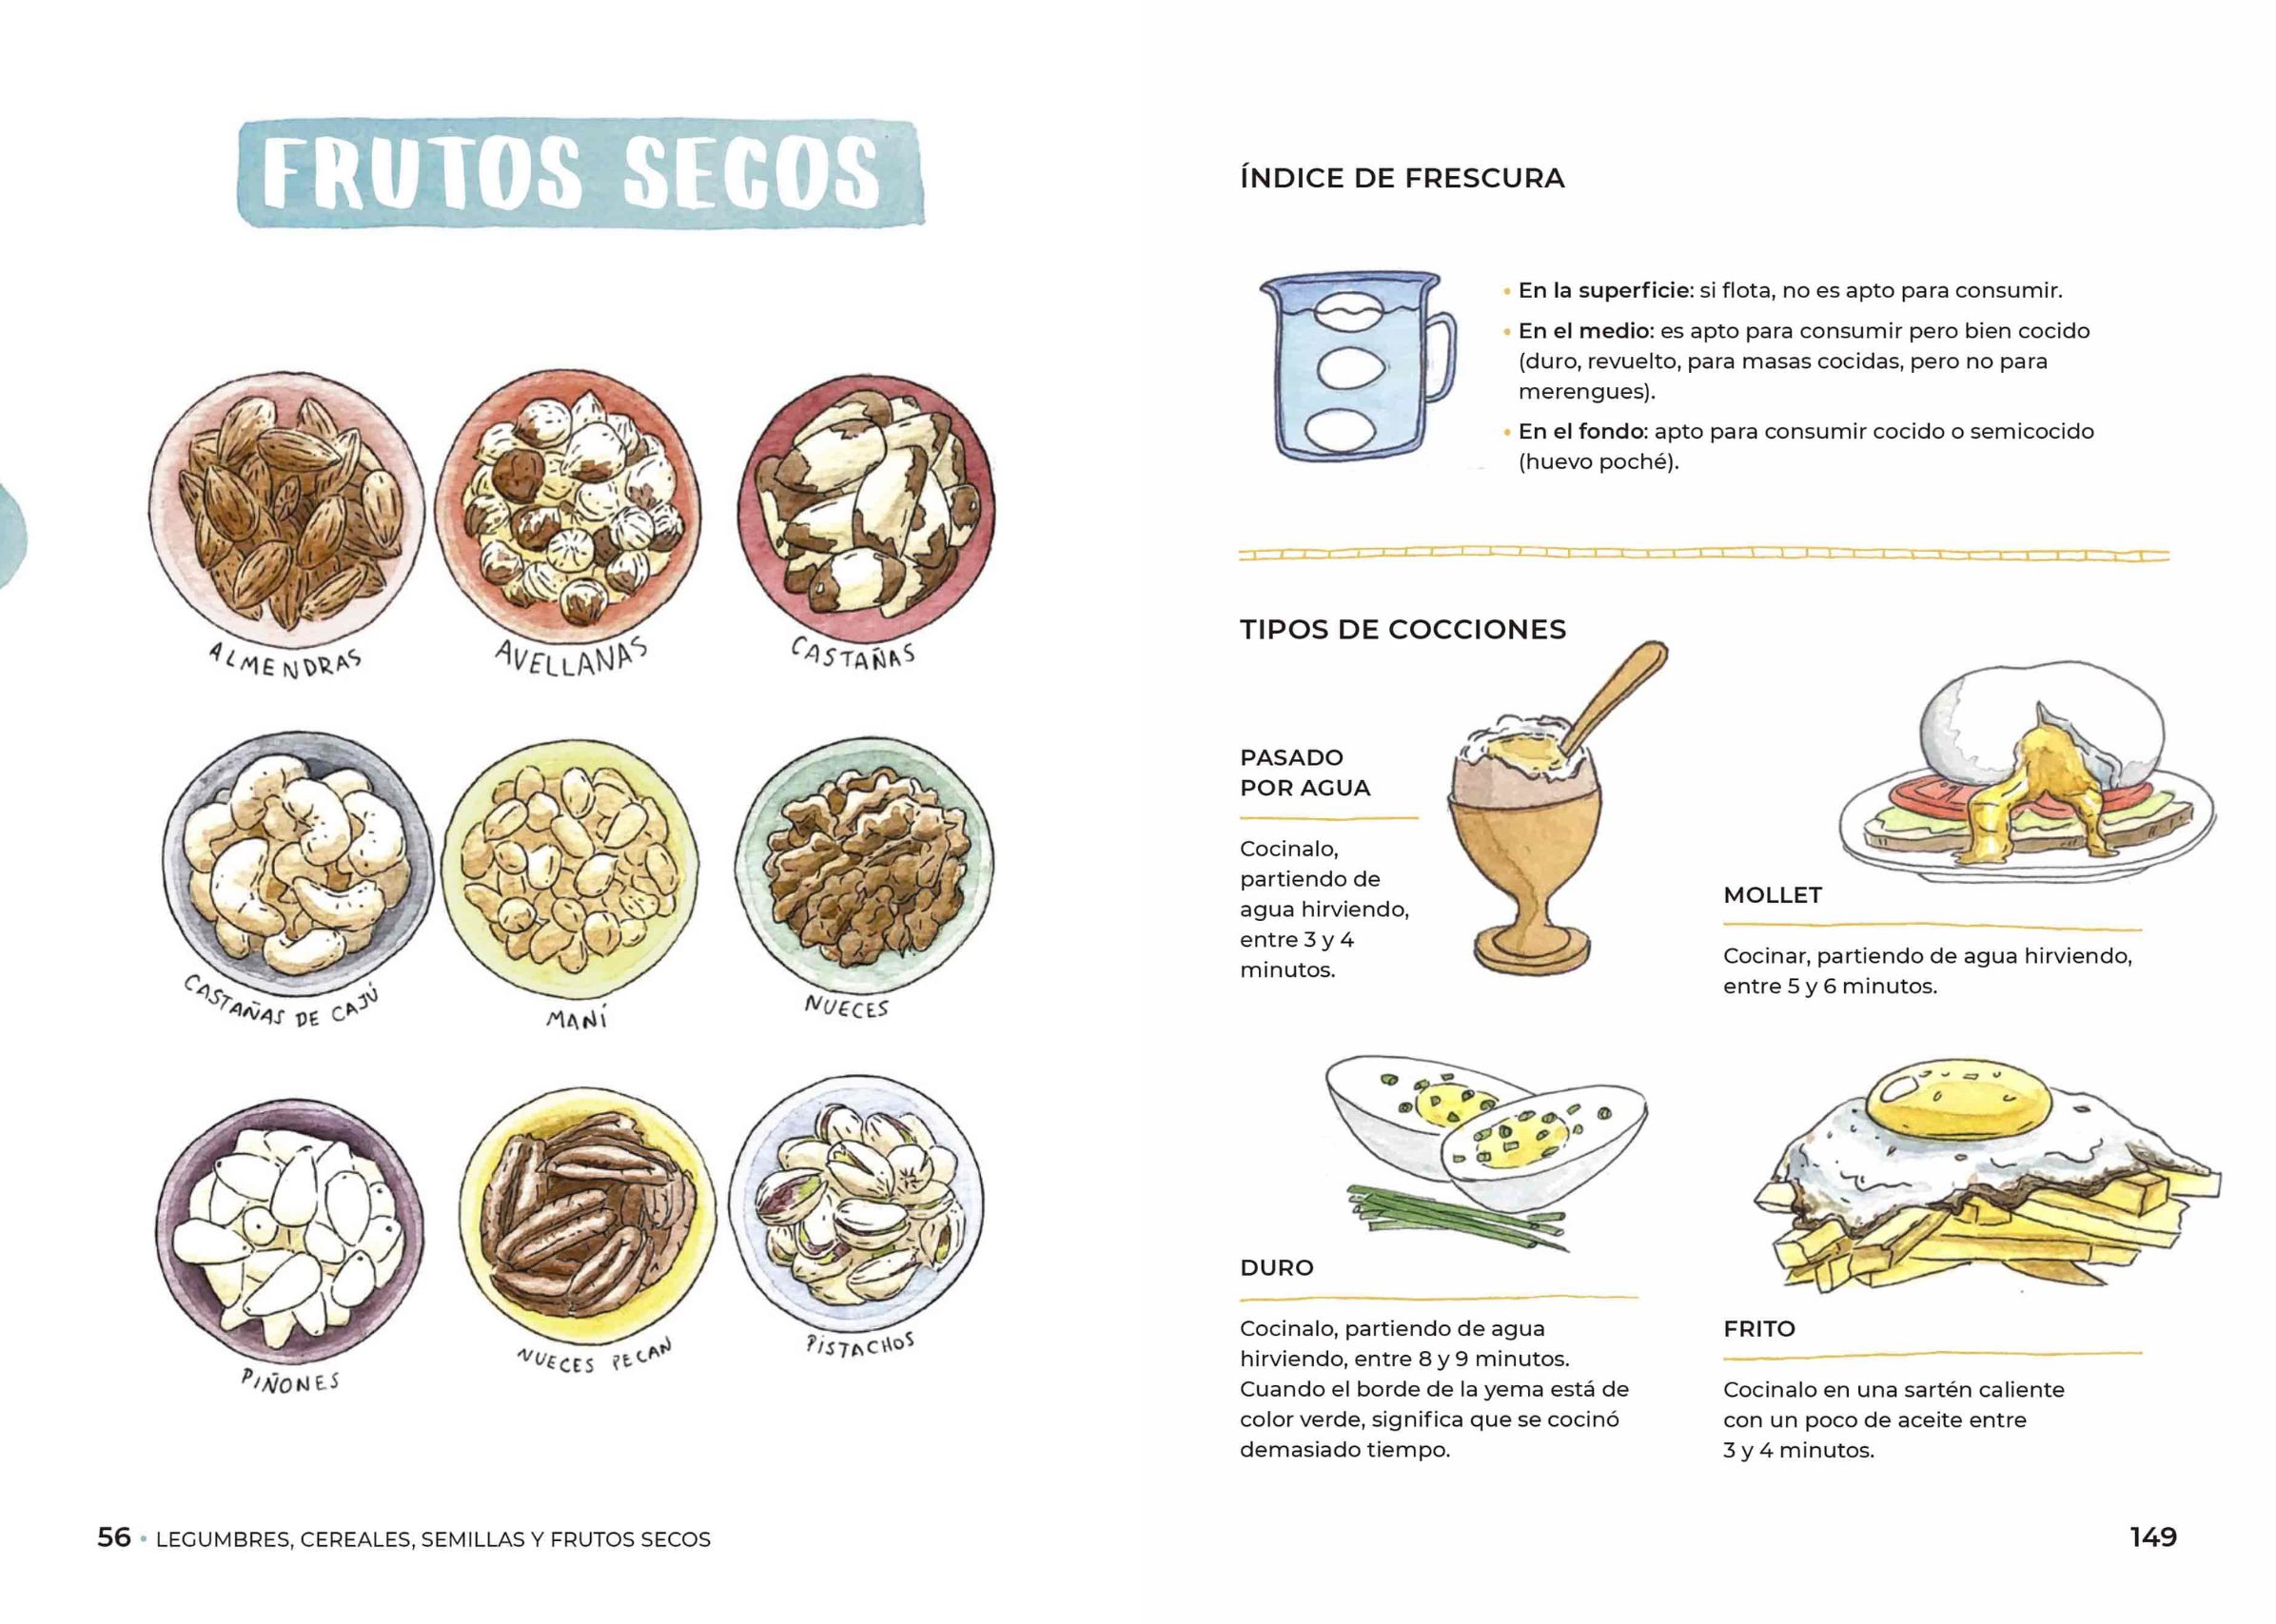 FRUTOS SECOS
ALMENDRAS
AVELLANAS
CASTAÑAS
CASTAÑAS DE CAJÚ
MANÍ
NUECES
PIÑONES
NUECES PECAN
PISTACHOS
56 • LEGUMBRES, CEREALES, SEMILLAS Y FRUTOS SECOS
ÍNDICE DE FRESCURA
• En la superficie: si flota, no es apto para consumir.
• En el medio: es apto para consumir pero bien cocido
(duro, revuelto, para masas cocidas, pero no para
merengues).
• En el fondo: apto para consumir cocido o semicocido
(huevo poché).
TIPOS DE COCCIONES
PASADO
POR AGUA
Cocinalo,
partiendo de
agua hirviendo,
entre 3 y 4
minutos.
MOLLET
Cocinar, partiendo de agua hirviendo,
entre 5 y 6 minutos.
DURO
Cocinalo, partiendo de agua
hirviendo, entre 8 y 9 minutos.
Cuando el borde de la yema está de
color verde, significa que se cocinó
demasiado tiempo.
FRITO
Cocinalo en una sartén caliente
con un poco de aceite entre
3 y 4 minutos.
149